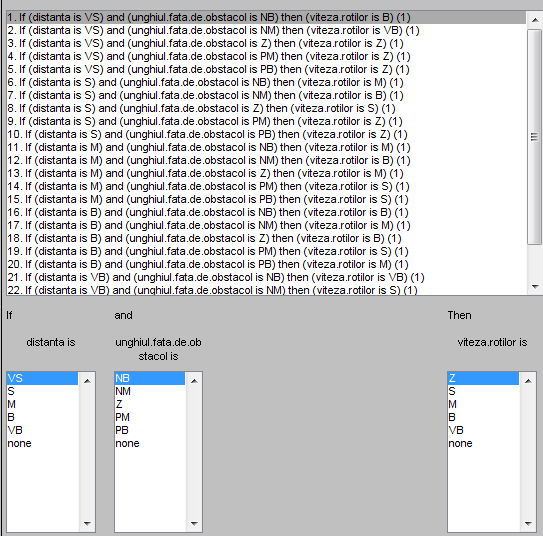 1. If (distanta is VS) and (unghiul.fata.de.obstacol is NB) then (viteza.rotilor is B) (1)
2. If (distanta is VS) and (unghiul.fata.de.obstacol is NM) then (viteza.rotilor is VB) (1)
3. If (distanta is VS) and (unghiul.fata.de.obstacol is Z) then (viteza.rotilor is Z) (1)
4. If (distanta is VS) and (unghiul.fata.de.obstacol is PM) then (viteza.rotilor is Z) (1)
5. If (distanta is VS) and (unghiul.fata.de.obstacol is PB) then (viteza.rotilor is Z) (1)
6. If (distanta is S) and (unghiul.fata.de.obstacol is NB) then (viteza.rotilor is M) (1)
7. If (distanta is S) and (unghiul.fata.de.obstacol is NM) then (viteza.rotilor is B) (1)
8. If (distanta is S) and (unghiul.fata.de.obstacol is Z) then (viteza.rotilor is S) (1)
9. If (distanta is S) and (unghiul.fata.de.obstacol is PM) then (viteza.rotilor is Z) (1)
10. If (distanta is S) and (unghiul.fata.de.obstacol is PB) then (viteza.rotilor is Z) (1)
11. If (distanta is M) and (unghiul.fata.de.obstacol is NB) then (viteza.rotilor is M) (1)
12. If (distanta is M) and (unghiul.fata.de.obstacol is NM) then (viteza.rotilor is B) (1)
13. If (distanta is M) and (unghiul.fata.de.obstacol is Z) then (viteza.rotilor is M) (1)
14. If (distanta is M) and (unghiul.fata.de.obstacol is PM) then (viteza.rotilor is S) (1)
15. If (distanta is M) and (unghiul.fata.de.obstacol is PB) then (viteza.rotilor is S) (1)
16. If (distanta is B) and (unghiul.fata.de.obstacol is NB) then (viteza.rotilor is B) (1)
17. If (distanta is B) and (unghiul.fata.de.obstacol is NM) then (viteza.rotilor is M) (1)
18. If (distanta is B) and (unghiul.fata.de.obstacol is Z) then (viteza.rotilor is B) (1)
19. If (distanta is B) and (unghiul.fata.de.obstacol is PM) then (viteza.rotilor is S) (1)
20. If (distanta is B) and (unghiul.fata.de.obstacol is PB) then (viteza.rotilor is M) (1)
21. If (distanta is VB) and (unghiul.fata.de.obstacol is NB) then (viteza.rotilor is VB) (1)
22. If (distanta is VB) and (unghiul.fata.de.obstacol is NM) then (viteza.rotilor is S) (1)
If
distanta is
VS
S
M
B
VB
none
and
unghiul.fata.de.ob
stacol is
NB
NM
Z
PM
PB
none
Then
viteza.rotilor is
Z
S
M
B
VB
none